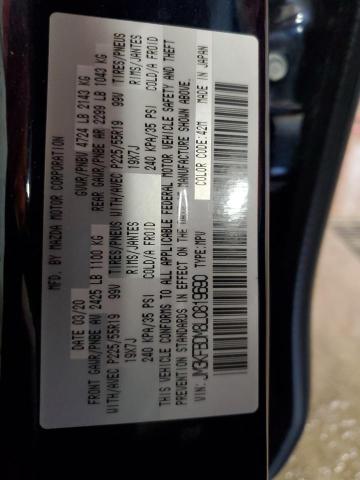 MFD. BY MAZDA MOTOR CORPORATION
DATE 03/20 GVWR/PNBV 4724 LB 2143 KG
FRONT GAWR/PNBE AV 2425 LB 1100 KG REAR GAWR/PNBE AR 2299 LB 1043 KG
WITH/AVEC P225/55R19 99V TIRES/PNEUS WITH/AVEC P225/55R19 99V TIRES/PNEUS
19X7J RIMS/JANTES 19X7J RIMS/JANTES
240 KPA/35 PSI COLD/A FROID 240 KPA/35 PSI COLD/A FROID
THIS VEHICLE CONFORMS TO ALL APPLICABLE FEDERAL MOTOR VEHICLE SAFETY AND THEFT
PREVENTION STANDARDS IN EFFECT ON THE DATE OF MANUFACTURE SHOWN ABOVE.
TYPE:MPV COLOR CODE:42M MADE IN JAPAN
VIN: JM3KFBDM3L0819690